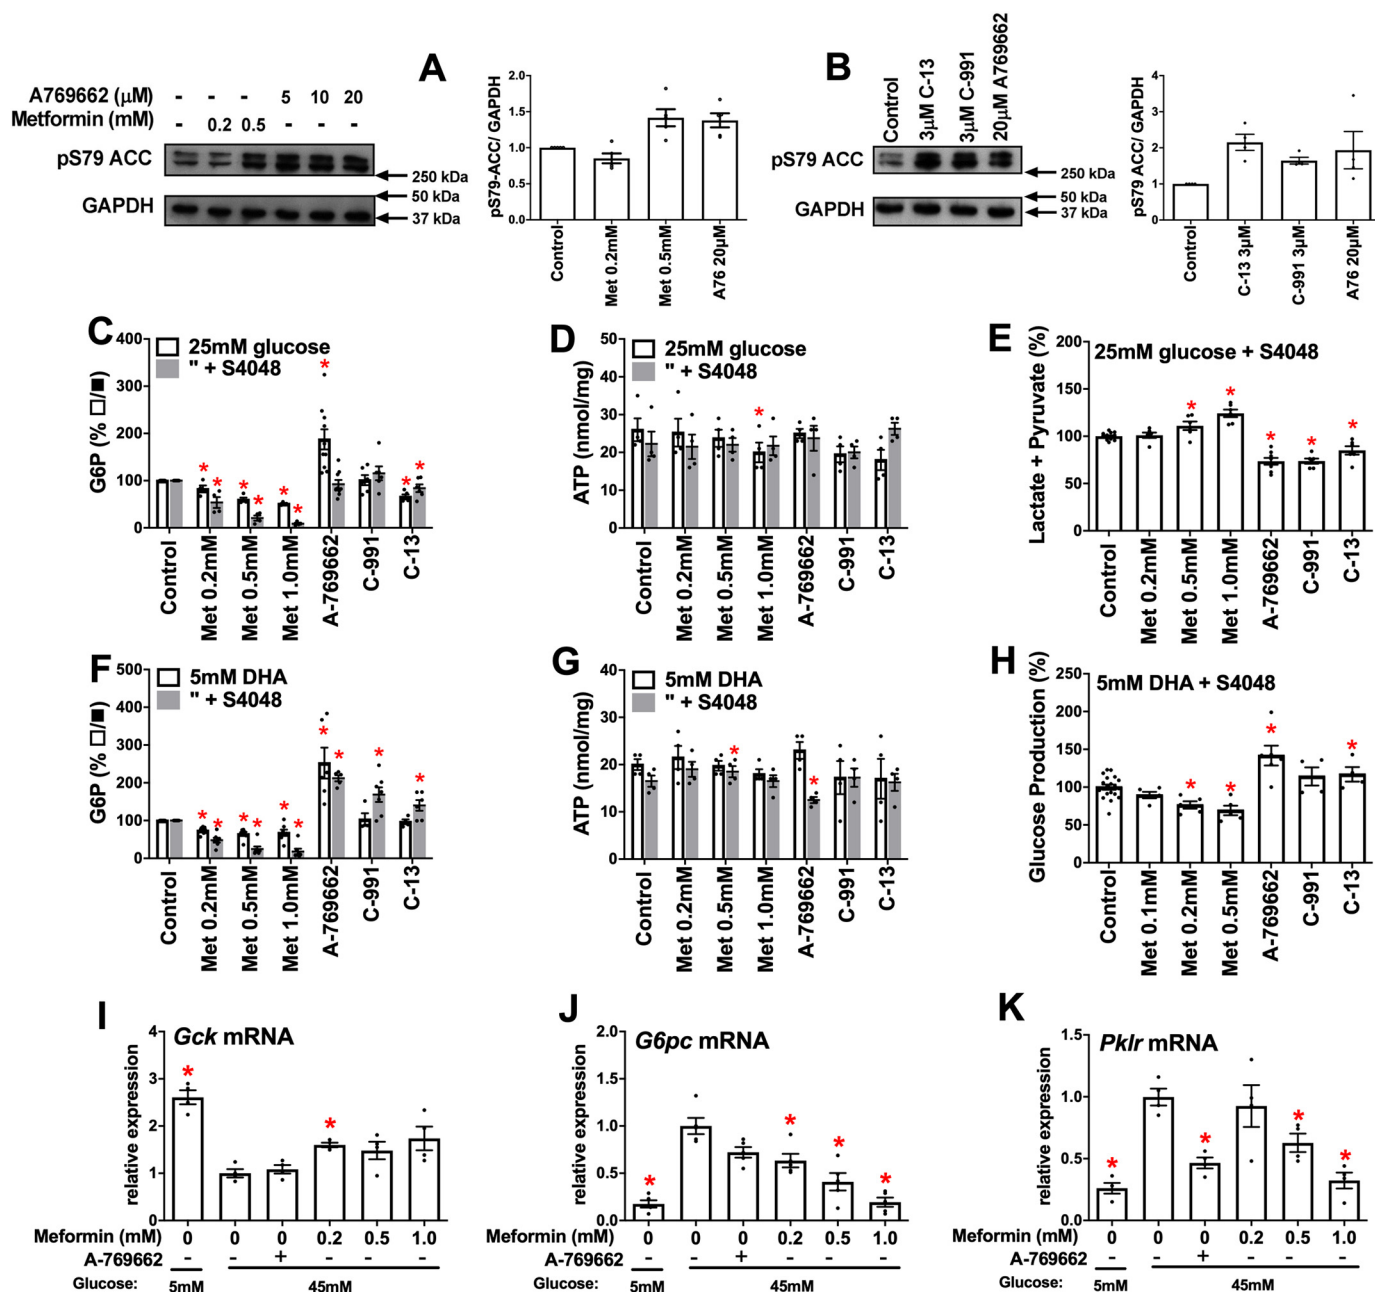 A
A769662 (μM) - - - 5 10 20
Metformin (mM) - 0.2 0.5 - - -
pS79 ACC
250 kDa
50 kDa
GAPDH
37 kDa
pS79-ACC/ GAPDH
2.0
1.5
1.0
0.5
0.0
Control
Met 0.2mM
Met 0.5mM
A76 20μM
B
Control
3μM C-13
3μM C-991
20μM A769662
pS79 ACC
250 kDa
50 kDa
GAPDH
37 kDa
pS79 ACC/ GAPDH
4
3
2
1
0
Control
C-13 3μM
C-991 3μM
A76 20μM
C
G6P (% □/■)
400
300
200
100
0
25mM glucose
" + S4048
* * * * * * * * *
Control
Met 0.2mM
Met 0.5mM
Met 1.0mM
A-769662
C-991
C-13
D
ATP (nmol/mg)
50
40
30
20
10
0
25mM glucose
" + S4048
*
Control
Met 0.2mM
Met 0.5mM
Met 1.0mM
A-769662
C-991
C-13
E
Lactate + Pyruvate (%)
200
150
100
50
0
25mM glucose + S4048
* * * * *
Control
Met 0.2mM
Met 0.5mM
Met 1.0mM
A-769662
C-991
C-13
F
G6P (% □/■)
500
400
300
200
100
0
5mM DHA
" + S4048
* * * * * * * * * *
Control
Met 0.2mM
Met 0.5mM
Met 1.0mM
A-769662
C-991
C-13
G
ATP (nmol/mg)
40
30
20
10
0
5mM DHA
" + S4048
* *
Control
Met 0.2mM
Met 0.5mM
Met 1.0mM
A-769662
C-991
C-13
H
Glucose Production (%)
250
200
150
100
50
0
5mM DHA + S4048
* * * *
Control
Met 0.1mM
Met 0.2mM
Met 0.5mM
A-769662
C-991
C-13
I
Gck mRNA
relative expression
4
3
2
1
0
* *
Meformin (mM) 0 0 0 0.2 0.5 1.0
A-769662 - - + - - -
Glucose: 5mM 45mM
J
G6pc mRNA
relative expression
2.0
1.5
1.0
0.5
0.0
* * * *
Meformin (mM) 0 0 0 0.2 0.5 1.0
A-769662 - - + - - -
Glucose: 5mM 45mM
K
Pklr mRNA
relative expression
1.5
1.0
0.5
0.0
* * * *
Meformin (mM) 0 0 0 0.2 0.5 1.0
A-769662 - - + - - -
Glucose: 5mM 45mM